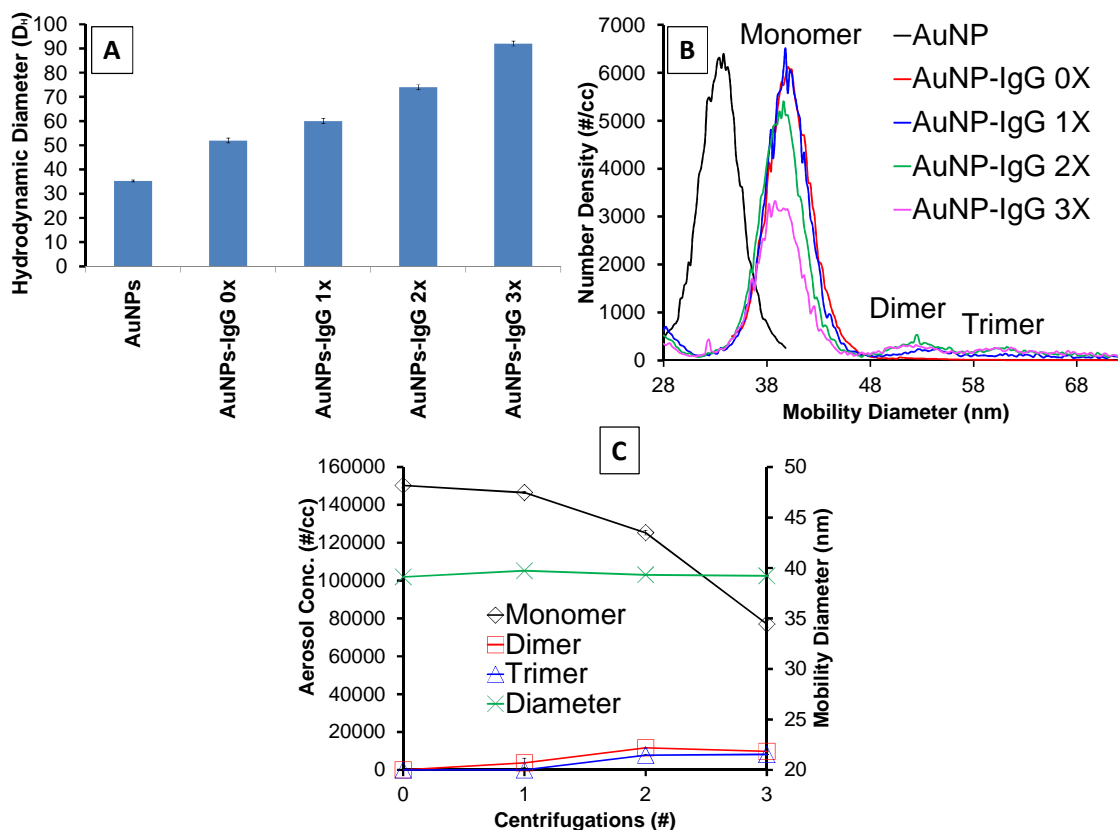 A
Hydrodynamic Diameter (DH)
100
90
80
70
60
50
40
30
20
10
0
AuNPs
AuNPs-IgG 0x
AuNPs-IgG 1x
AuNPs-IgG 2x
AuNPs-IgG 3x
B
Number Density (#/cc)
7000
6000
5000
4000
3000
2000
1000
0
28 38 48 58 68
Mobility Diameter (nm)
Monomer
Dimer
Trimer
AuNP
AuNP-IgG 0X
AuNP-IgG 1X
AuNP-IgG 2X
AuNP-IgG 3X
C
Aerosol Conc. (#/cc)
160000
140000
120000
100000
80000
60000
40000
20000
0
Monomer
Dimer
Trimer
Diameter
0 1 2 3
Centrifugations (#)
50
45
40
35
30
25
20
Mobility Diameter (nm)